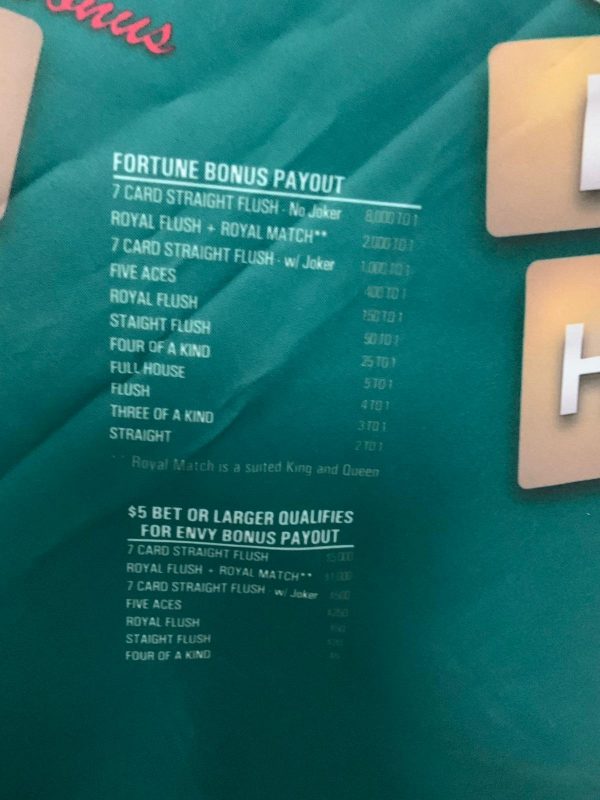 Bonus
FORTUNE BONUS PAYOUT
7 CARD STRAIGHT FLUSH - No Joker 8,000 TO 1
ROYAL FLUSH + ROYAL MATCH** 2,000 TO 1
7 CARD STRAIGHT FLUSH - w/ Joker 1,000 TO 1
FIVE ACES 400 TO 1
ROYAL FLUSH 150 TO 1
STAIGHT FLUSH 50 TO 1
FOUR OF A KIND 25 TO 1
FULL HOUSE 5 TO 1
FLUSH 4 TO 1
THREE OF A KIND 3 TO 1
STRAIGHT 2 TO 1
** Royal Match is a suited King and Queen
$5 BET OR LARGER QUALIFIES
FOR ENVY BONUS PAYOUT
7 CARD STRAIGHT FLUSH
ROYAL FLUSH + ROYAL MATCH** $1,000
7 CARD STRAIGHT FLUSH w/ Joker $500
FIVE ACES $250
ROYAL FLUSH
STAIGHT FLUSH
FOUR OF A KIND
H